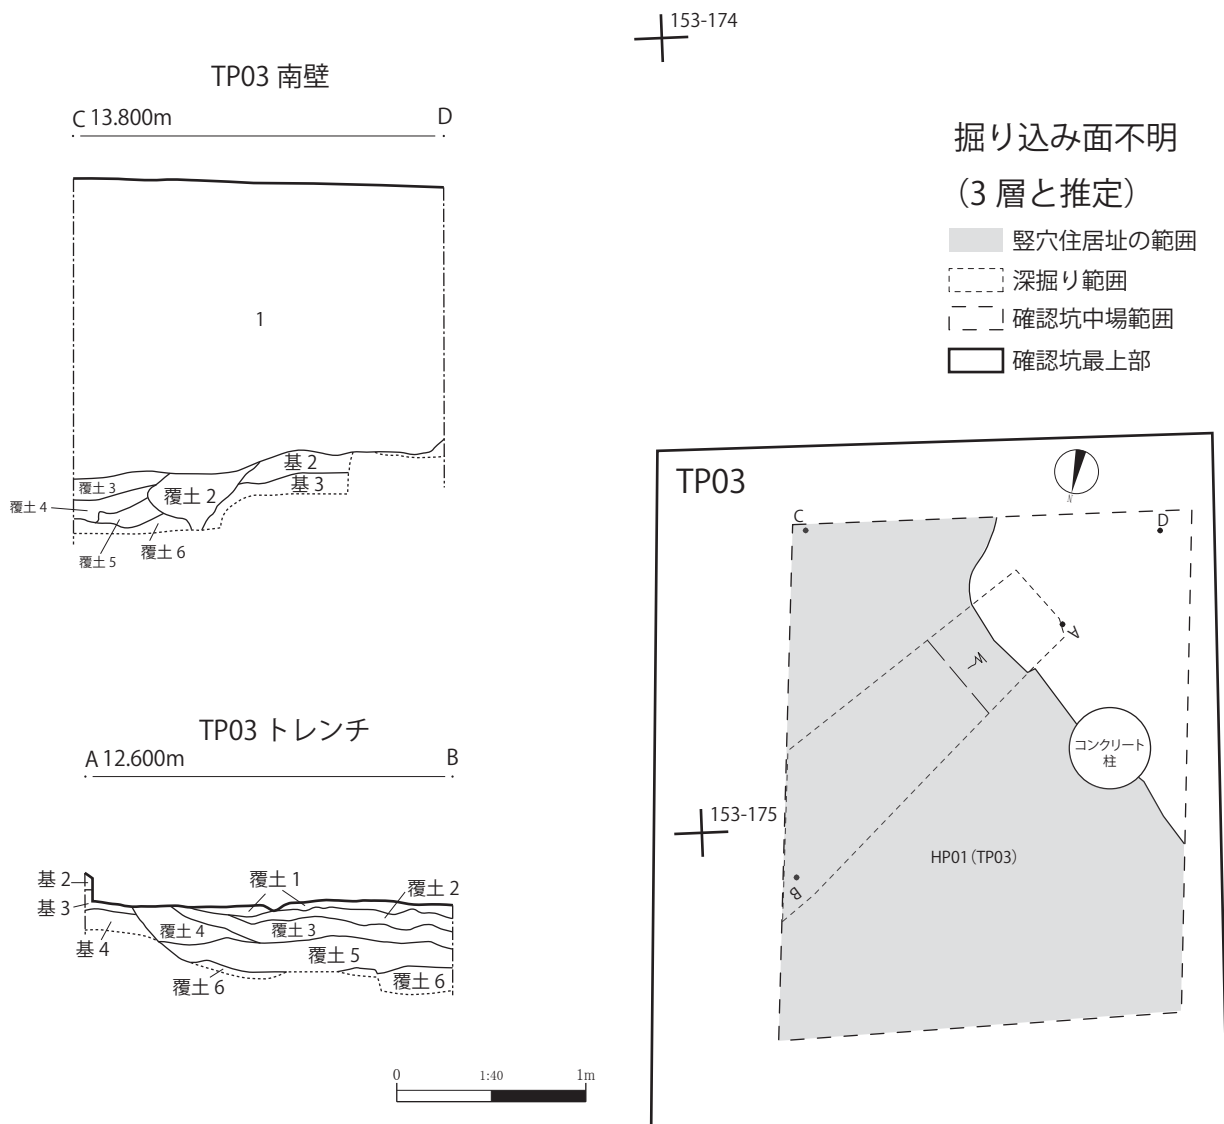 153-174
TP03 南壁
C 13.800m
D
掘り込み面不明
（3 層と推定）
竪穴住居址の範囲
深掘り範囲
確認坑中場範囲
確認坑最上部
1
基 2
基 3
覆土 3
覆土 2
覆土 4
覆土 5
覆土 6
TP03
N
C
D
A
コンクリート
柱
153-175
HP01（TP03）
B
TP03 トレンチ
A 12.600m
B
基 2
基 3
基 4
覆土 1
覆土 2
覆土 4
覆土 3
覆土 5
覆土 6
覆土 6
0
1:40
1m